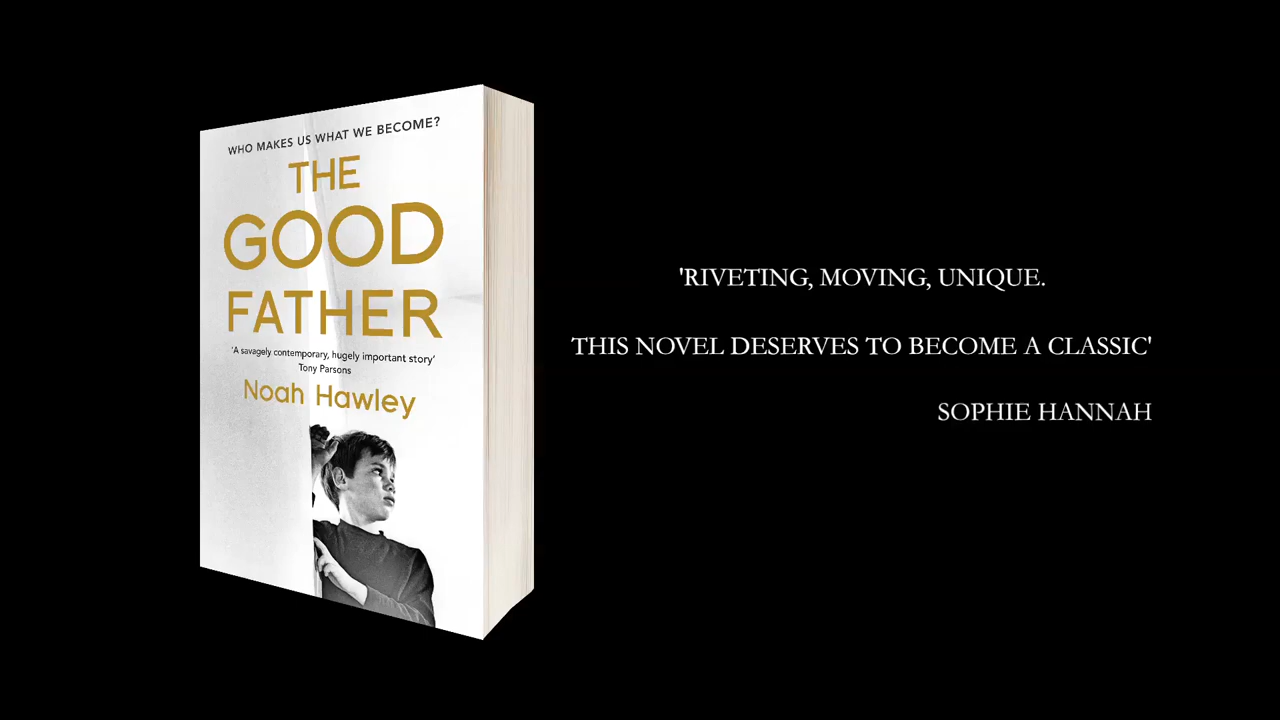 WHO MAKES US WHAT WE BECOME?
THE
GOOD
FATHER
'A savagely contemporary, hugely important story'
Tony Parsons
Noah Hawley
'RIVETING, MOVING, UNIQUE.
THIS NOVEL DESERVES TO BECOME A CLASSIC'
SOPHIE HANNAH